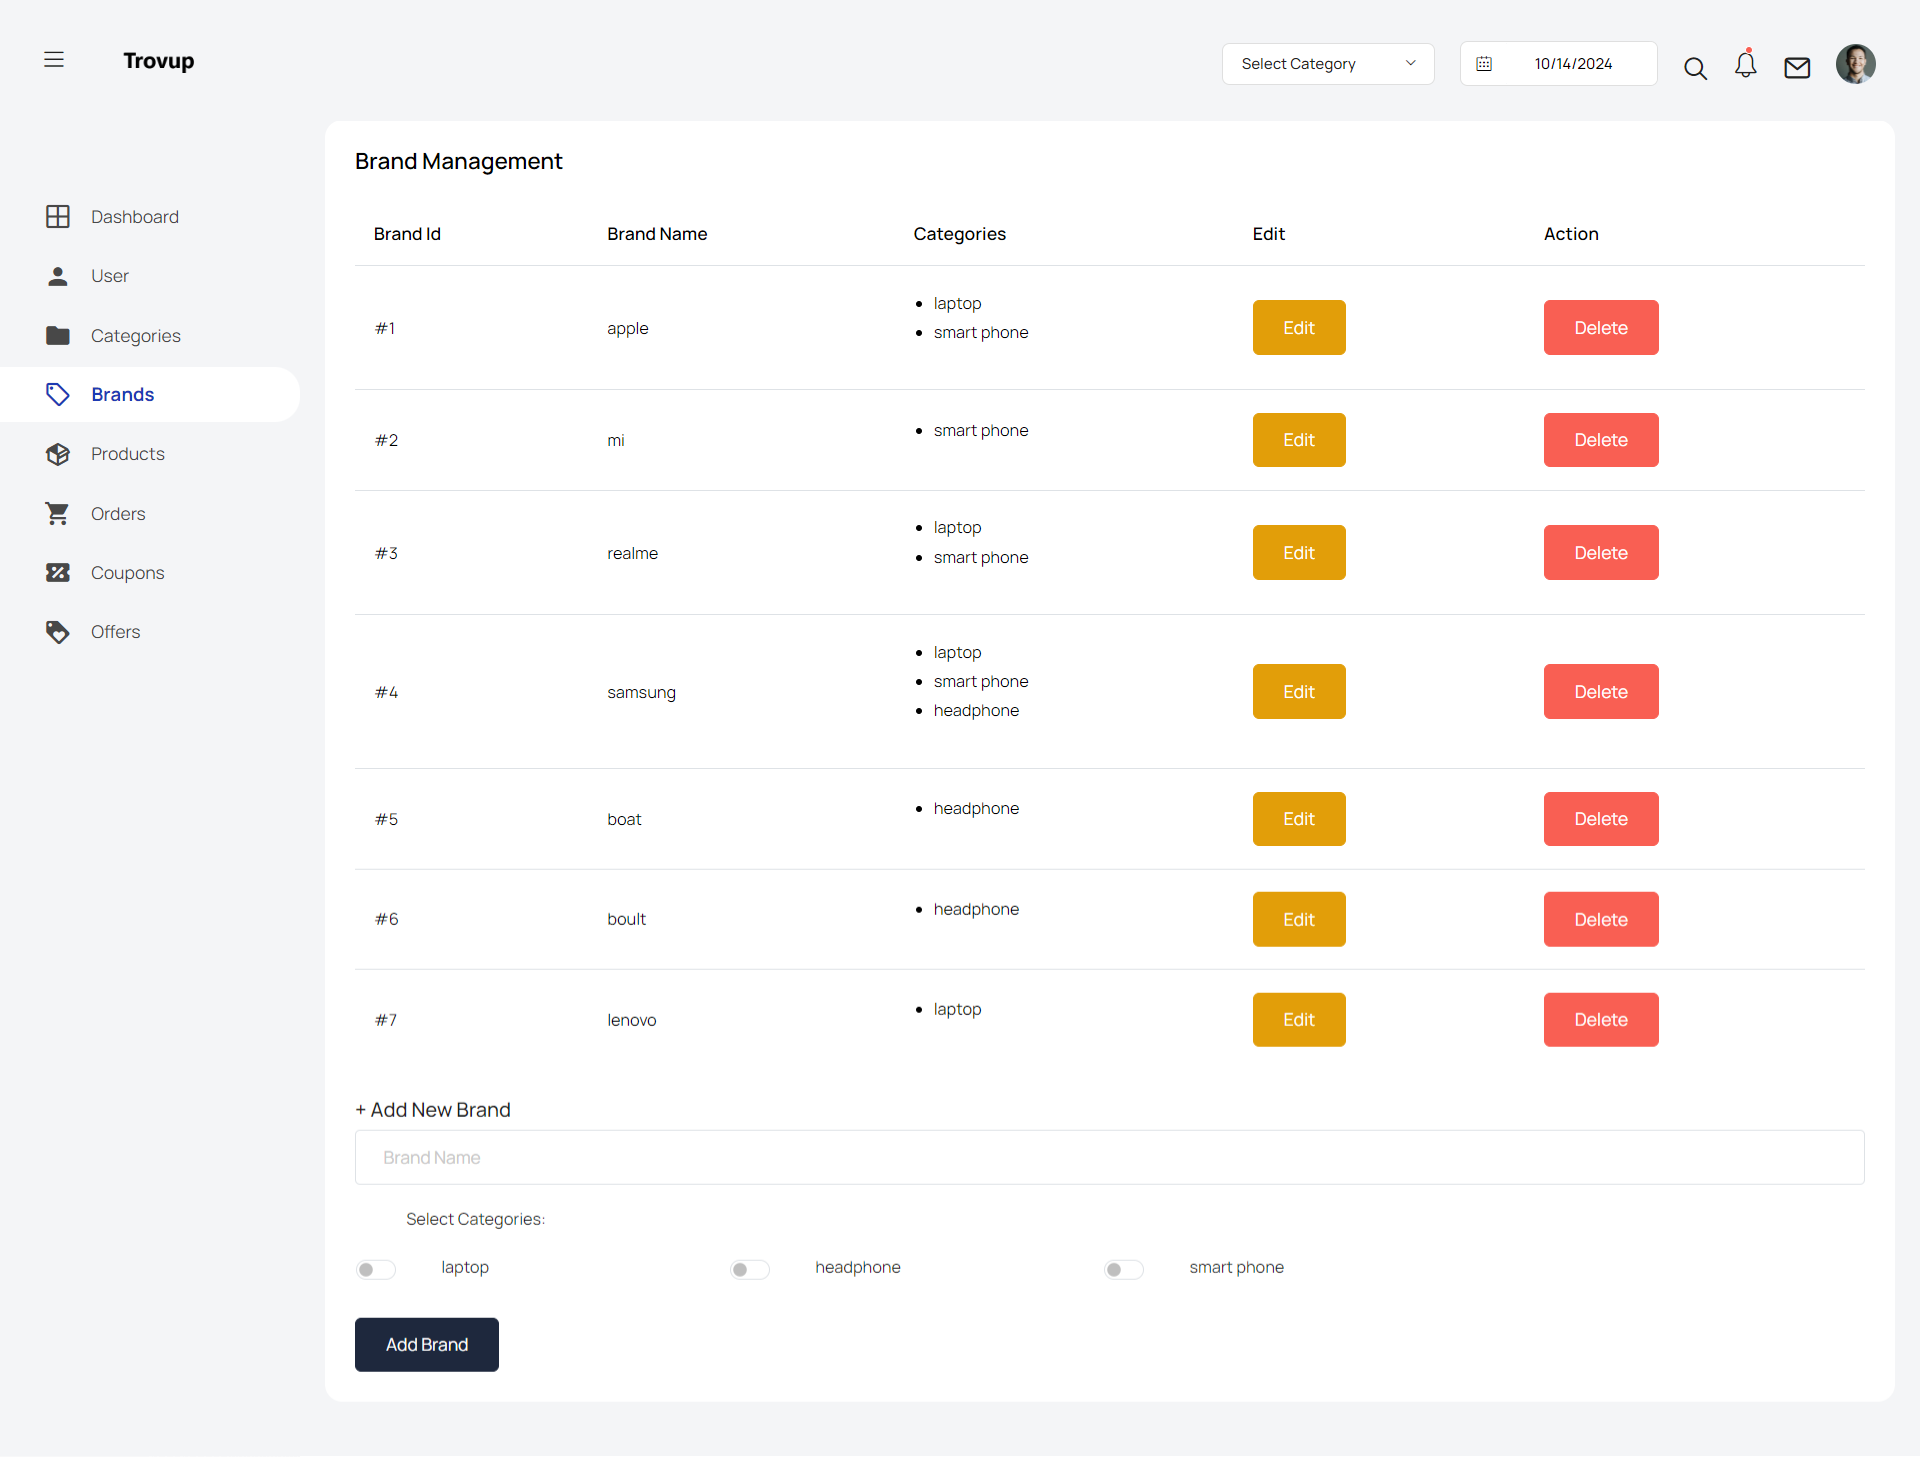 Trovup
Select Category
10/14/2024
Dashboard
User
Categories
Brands
Products
Orders
Coupons
Offers
Brand Management
Brand Id Brand Name Categories Edit Action
#1 apple laptop smart phone Edit Delete
#2 mi smart phone Edit Delete
#3 realme laptop smart phone Edit Delete
#4 samsung laptop smart phone headphone Edit Delete
#5 boat headphone Edit Delete
#6 boult headphone Edit Delete
#7 lenovo laptop Edit Delete
+ Add New Brand
Brand Name
Select Categories:
laptop headphone smart phone
Add Brand